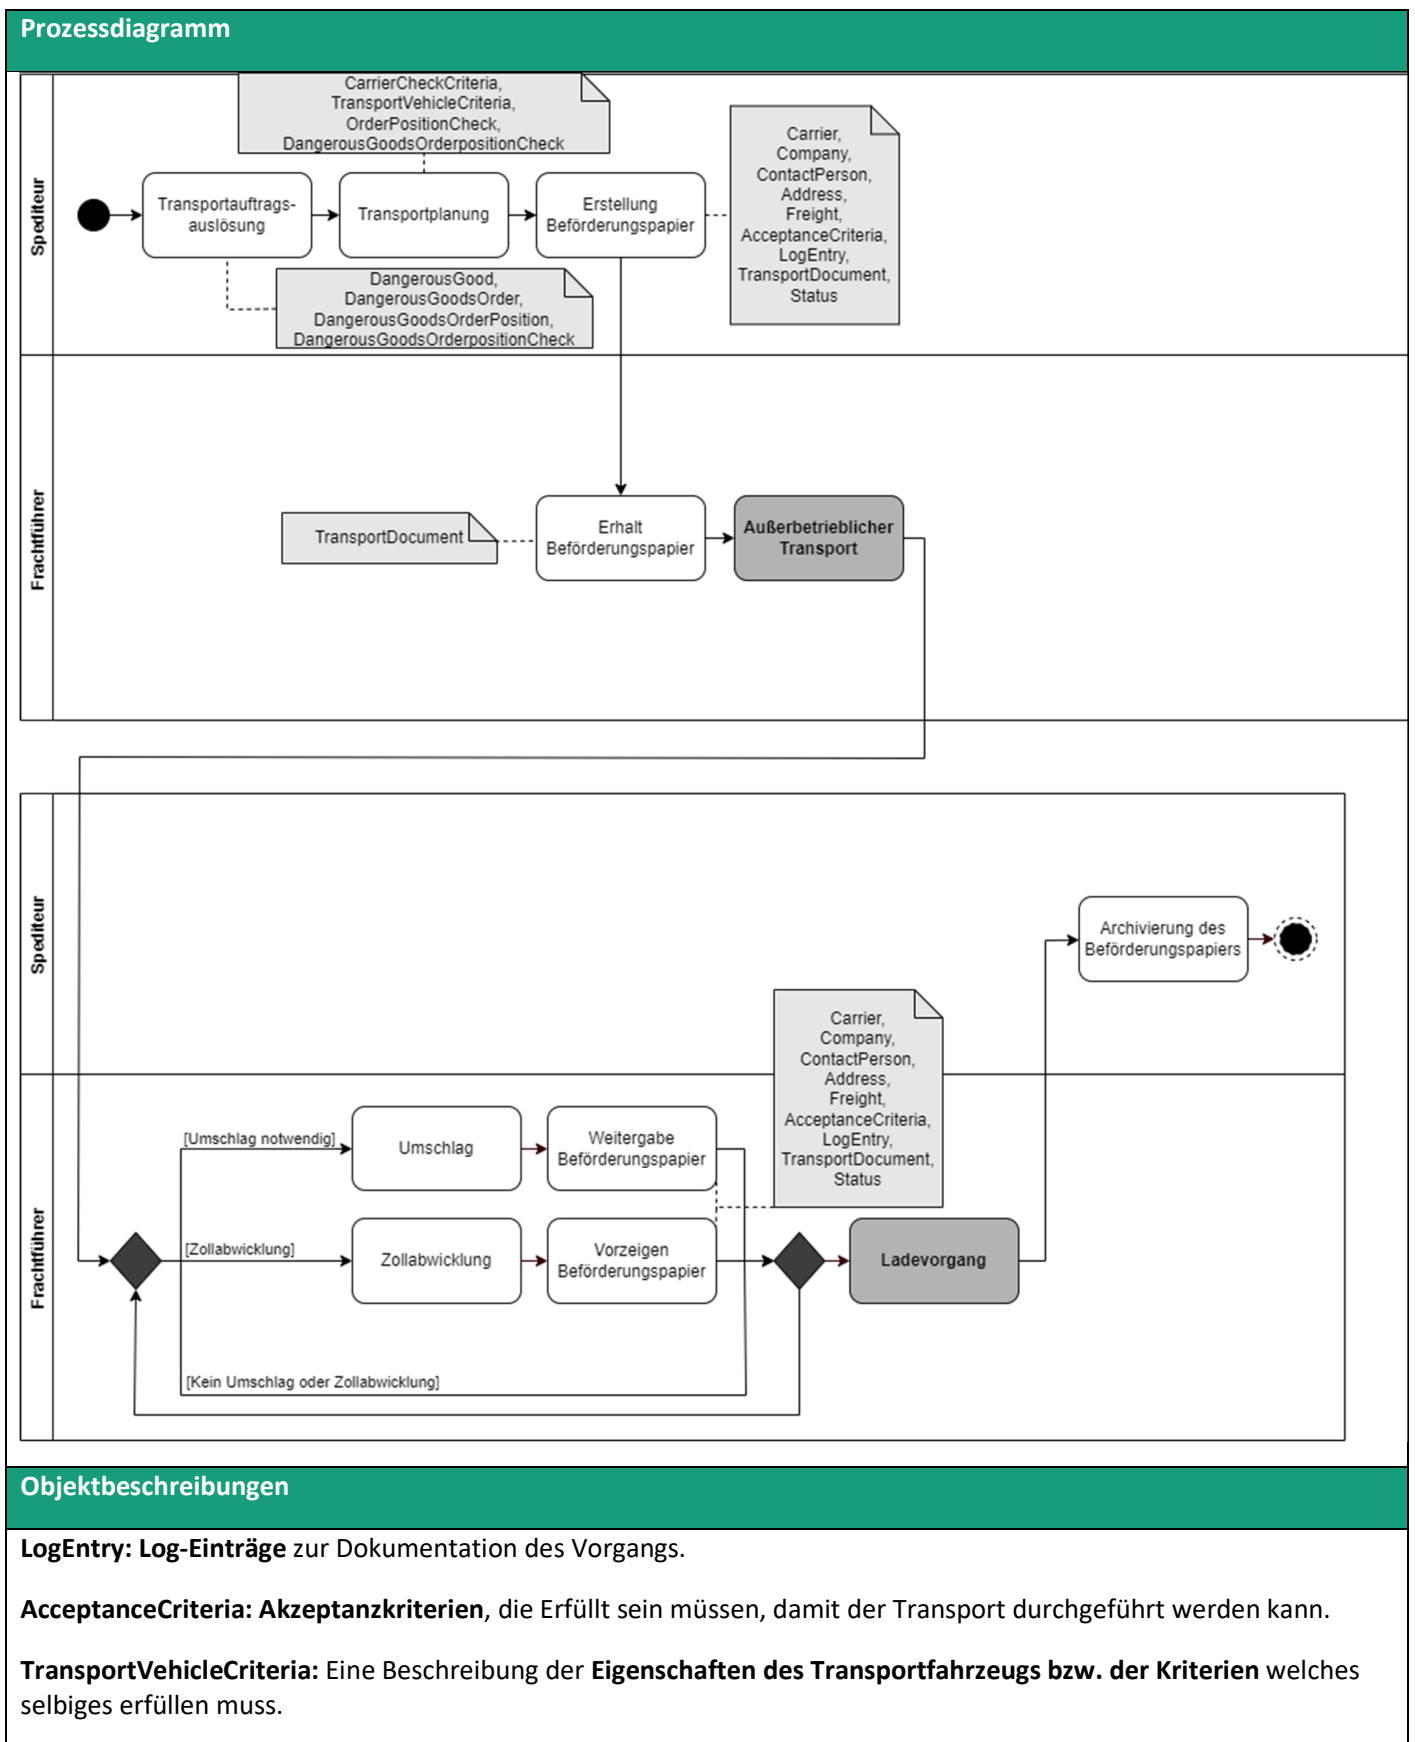 Prozessdiagramm
Spediteur
CarrierCheckCriteria,
TransportVehicleCriteria,
OrderPositionCheck,
DangerousGoodsOrderpositionCheck
Transportauftrags-
auslösung
Transportplanung
Erstellung
Beförderungspapier
Carrier,
Company,
ContactPerson,
Address,
Freight,
AcceptanceCriteria,
LogEntry,
TransportDocument,
Status
DangerousGood,
DangerousGoodsOrder,
DangerousGoodsOrderPosition,
DangerousGoodsOrderpositionCheck
Frachtführer
TransportDocument
Erhalt
Beförderungspapier
Außerbetrieblicher
Transport
Spediteur
Archivierung des
Beförderungspapiers
Carrier,
Company,
ContactPerson,
Address,
Freight,
AcceptanceCriteria,
LogEntry,
TransportDocument,
Status
Frachtführer
[Umschlag notwendig]
Umschlag
Weitergabe
Beförderungspapier
[Zollabwicklung]
Zollabwicklung
Vorzeigen
Beförderungspapier
Ladevorgang
[Kein Umschlag oder Zollabwicklung]
Objektbeschreibungen
LogEntry: Log-Einträge zur Dokumentation des Vorgangs.
AcceptanceCriteria: Akzeptanzkriterien, die Erfüllt sein müssen, damit der Transport durchgeführt werden kann.
TransportVehicleCriteria: Eine Beschreibung der Eigenschaften des Transportfahrzeugs bzw. der Kriterien welches
selbiges erfüllen muss.